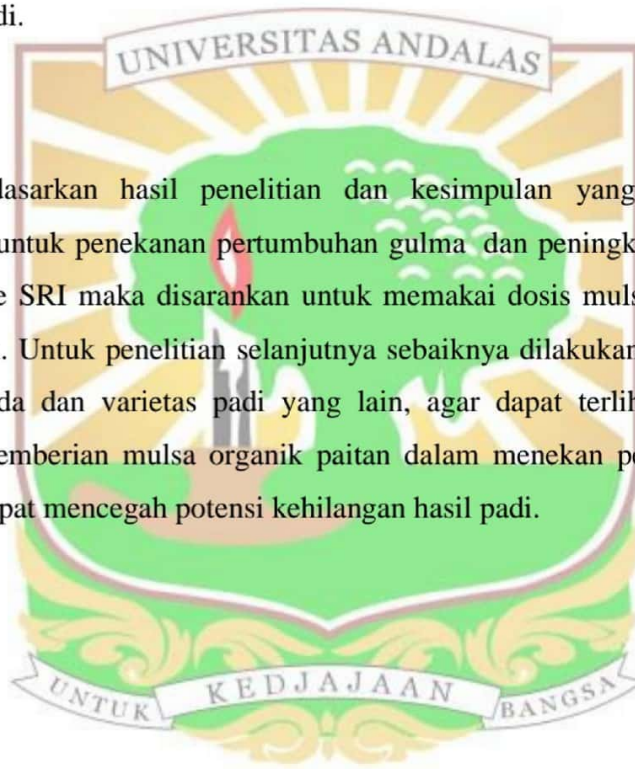 di.
UNIVERSITAS ANDALAS
dasarkan hasil penelitian dan kesimpulan yang
untuk penekanan pertumbuhan gulma dan peningk
e SRI maka disarankan untuk memakai dosis muls
. Untuk penelitian selanjutnya sebaiknya dilakukan
da dan varietas padi yang lain, agar dapat terlih
emberian mulsa organik paitan dalam menekan pe
pat mencegah potensi kehilangan hasil padi.
UNTUK KEDJAJAAN BANGSA